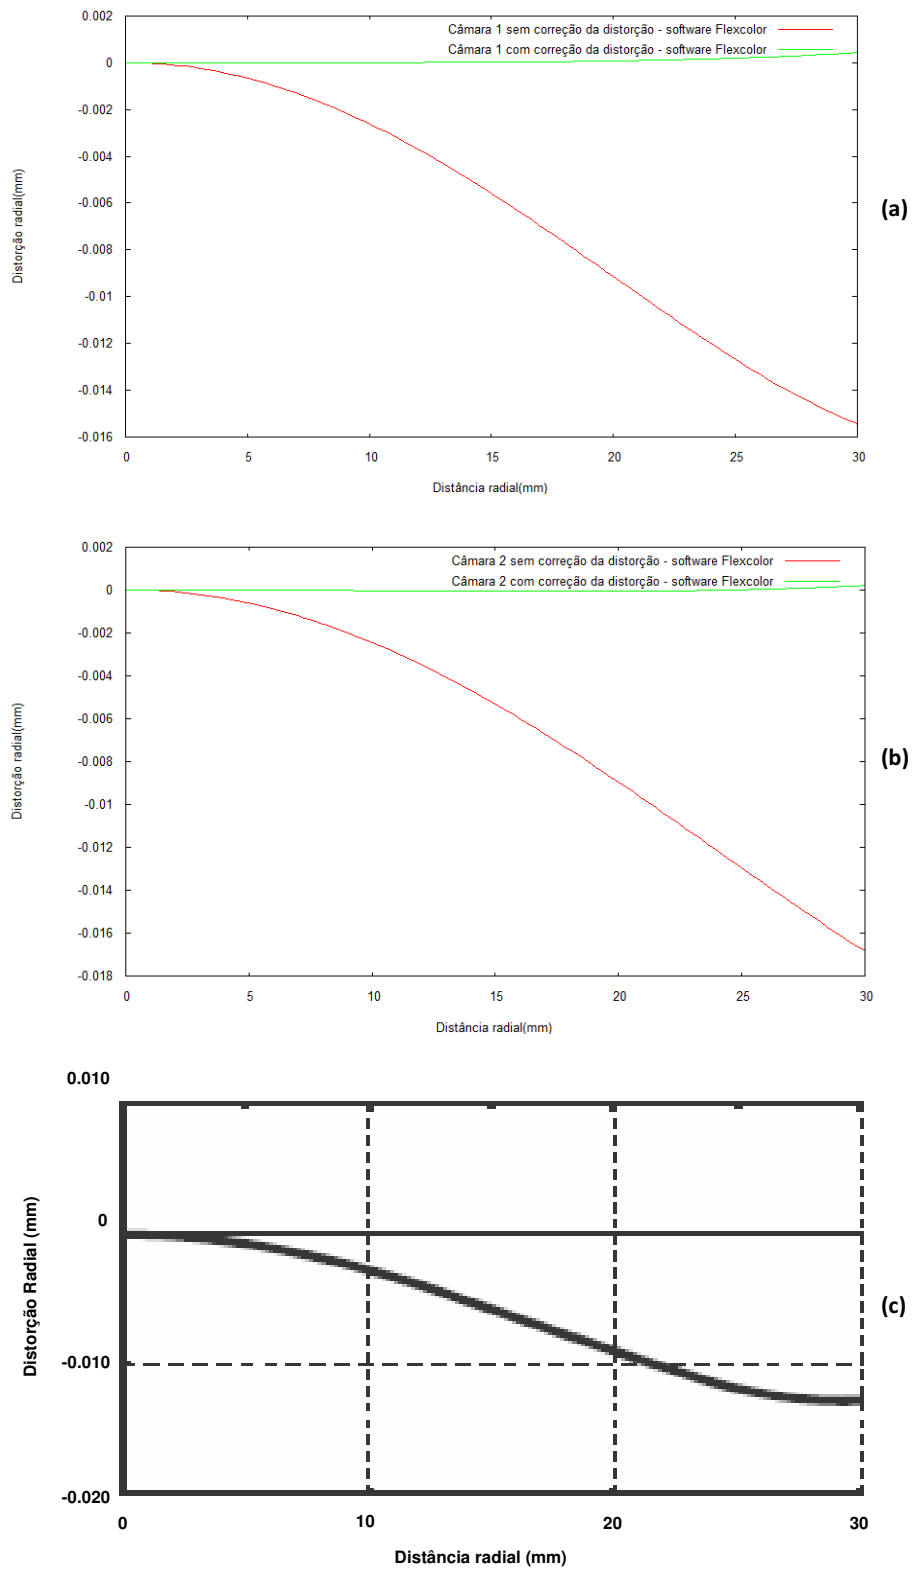 0.002
Câmara 1 sem correção da distorção - software Flexcolor
Câmara 1 com correção da distorção - software Flexcolor
0
-0.002
-0.004
-0.006
-0.008
-0.01
-0.012
-0.014
-0.016
Distorção radial(mm)
0 5 10 15 20 25 30
Distância radial(mm)
(a)
0.002
Câmara 2 sem correção da distorção - software Flexcolor
Câmara 2 com correção da distorção - software Flexcolor
0
-0.002
-0.004
-0.006
-0.008
-0.01
-0.012
-0.014
-0.016
-0.018
Distorção radial(mm)
0 5 10 15 20 25 30
Distância radial(mm)
(b)
0.010
0
-0.010
-0.020
Distorção Radial (mm)
0 10 20 30
Distância radial (mm)
(c)